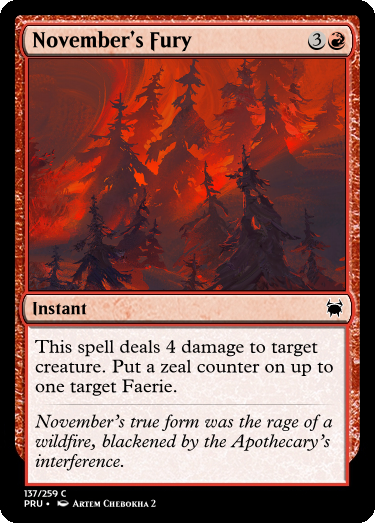 November's Fury 3
Instant
This spell deals 4 damage to target
creature. Put a zeal counter on up to
one target Faerie.
November's true form was the rage of a
wildfire, blackened by the Apothecary's
interference.
137/259 C
PRU • Artem Chebokha 2